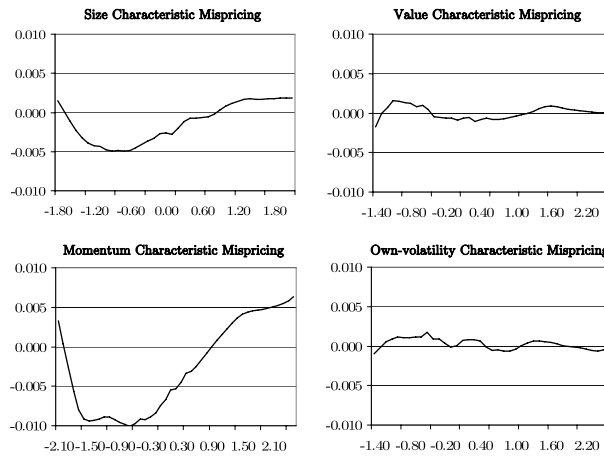 Size Characteristic Mispricing
0.010
0.005
0.000
-0.005
-0.010
-1.80 -1.20 -0.60 0.00 0.60 1.20 1.80
Value Characteristic Mispricing
0.010
0.005
0.000
-0.005
-0.010
-1.40 -0.80 -0.20 0.40 1.00 1.60 2.20
Momentum Characteristic Mispricing
0.010
0.005
0.000
-0.005
-0.010
-2.10 -1.50 -0.90 -0.30 0.30 0.90 1.50 2.10
Own-volatility Characteristic Mispricing
0.010
0.005
0.000
-0.005
-0.010
-1.40 -0.80 -0.20 0.40 1.00 1.60 2.20